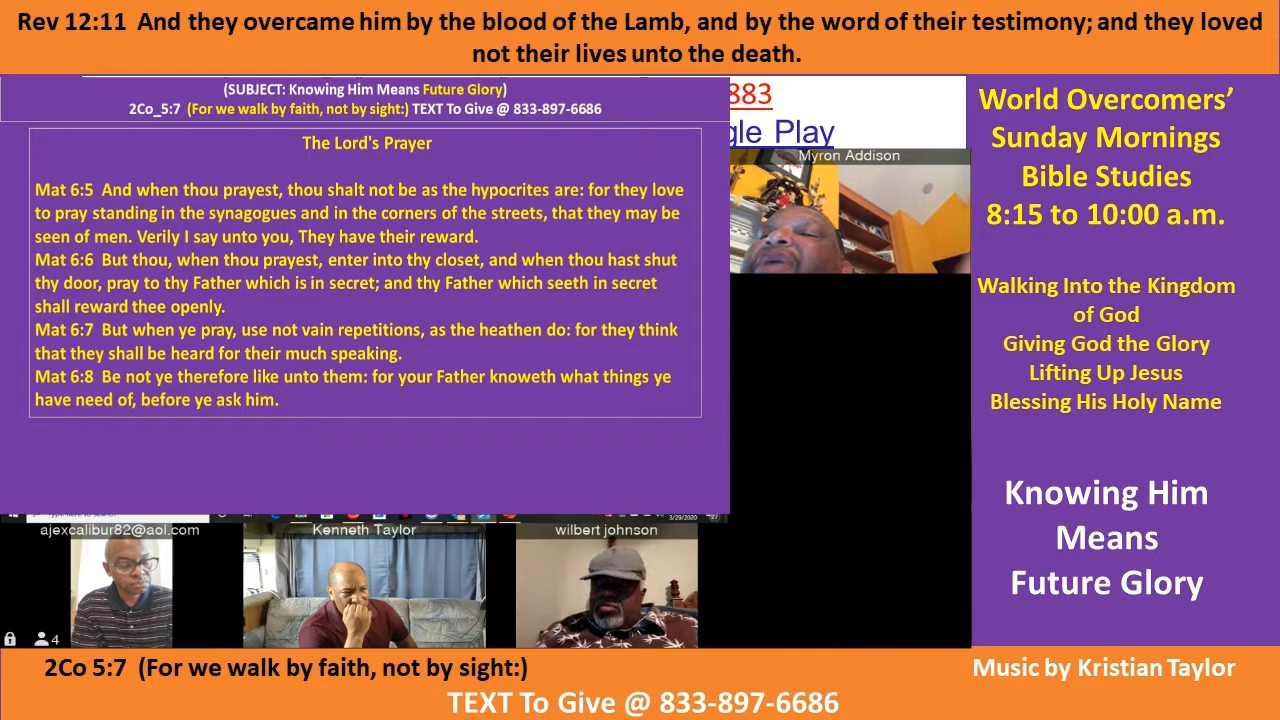 Rev 12:11 And they overcame him by the blood of the Lamb, and by the word of their testimony; and they loved
not their lives unto the death.
(SUBJECT: Knowing Him Means Future Glory)
2Co_5:7 (For we walk by faith, not by sight:) TEXT To Give @ 833-897-6686
The Lord's Prayer
Mat 6:5 And when thou prayest, thou shalt not be as the hypocrites are: for they love
to pray standing in the synagogues and in the corners of the streets, that they may be
seen of men. Verily I say unto you, They have their reward.
Mat 6:6 But thou, when thou prayest, enter into thy closet, and when thou hast shut
thy door, pray to thy Father which is in secret; and thy Father which seeth in secret
shall reward thee openly.
Mat 6:7 But when ye pray, use not vain repetitions, as the heathen do: for they think
that they shall be heard for their much speaking.
Mat 6:8 Be not ye therefore like unto them: for your Father knoweth what things ye
have need of, before ye ask him.
883
gle Play
Myron Addison
World Overcomers’
Sunday Mornings
Bible Studies
8:15 to 10:00 a.m.
Walking Into the Kingdom
of God
Giving God the Glory
Lifting Up Jesus
Blessing His Holy Name
Knowing Him
Means
Future Glory
3/29/2020
ajexcalibur82@aol.com
Kenneth Taylor
wilbert johnson
4
2Co 5:7 (For we walk by faith, not by sight:)
Music by Kristian Taylor
TEXT To Give @ 833-897-6686